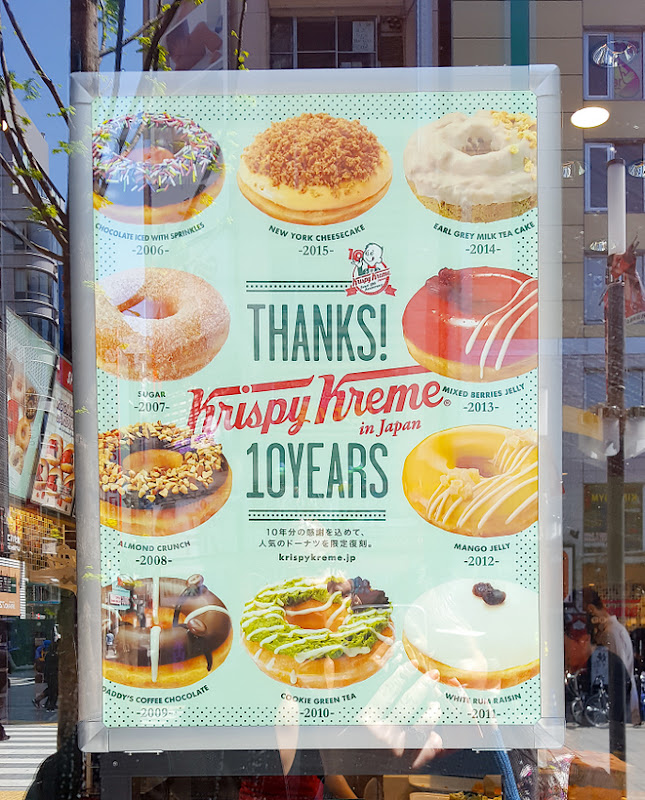 CHOCOLATE ICED WITH SPRINKLES
-2006-
NEW YORK CHEESECAKE
-2015-
EARL GREY MILK TEA CAKE
-2014-
10
Krispy Kreme
THANKS!
Krispy Kreme®
in Japan
10YEARS
10年分の感謝を込めて、
人気のドーナツを限定復刻。
krispykreme.jp
SUGAR
-2007-
MIXED BERRIES JELLY
-2013-
ALMOND CRUNCH
-2008-
MANGO JELLY
-2012-
DADDY'S COFFEE CHOCOLATE
-2009-
COOKIE GREEN TEA
-2010-
WHITE RUM RAISIN
-2011-